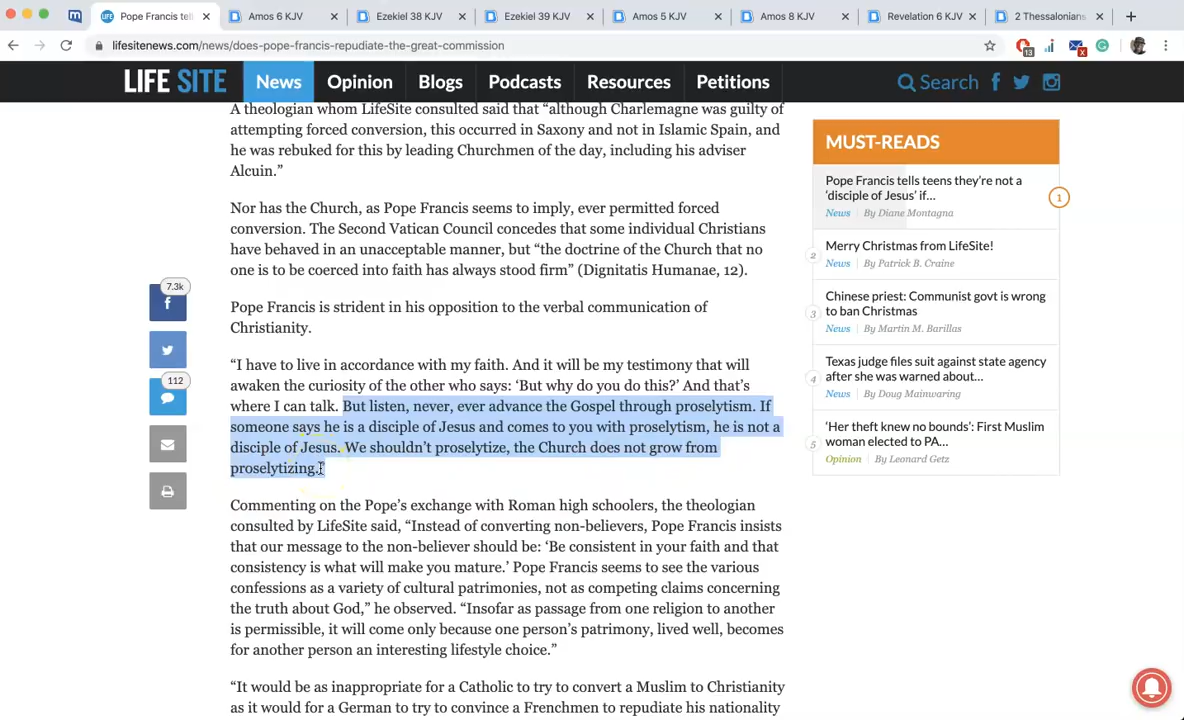 Pope Francis tell
Amos 6 KJV
Ezekiel 38 KJV
Ezekiel 39 KJV
Amos 5 KJV
Amos 8 KJV
Revelation 6 KJV
2 Thessalonians
lifesitenews.com/news/does-pope-francis-repudiate-the-great-commission
13
LIFE SITE
News
Opinion
Blogs
Podcasts
Resources
Petitions
Search
A theologian whom LifeSite consulted said that “although Charlemagne was guilty of
attempting forced conversion, this occurred in Saxony and not in Islamic Spain, and
he was rebuked for this by leading Churchmen of the day, including his adviser
Alcuin.”
Nor has the Church, as Pope Francis seems to imply, ever permitted forced
conversion. The Second Vatican Council concedes that some individual Christians
have behaved in an unacceptable manner, but “the doctrine of the Church that no
one is to be coerced into faith has always stood firm” (Dignitatis Humanae, 12).
Pope Francis is strident in his opposition to the verbal communication of
Christianity.
“I have to live in accordance with my faith. And it will be my testimony that will
awaken the curiosity of the other who says: ‘But why do you do this?’ And that’s
where I can talk. But listen, never, ever advance the Gospel through proselytism. If
someone says he is a disciple of Jesus and comes to you with proselytism, he is not a
disciple of Jesus. We shouldn’t proselytize, the Church does not grow from
proselytizing.”
Commenting on the Pope’s exchange with Roman high schoolers, the theologian
consulted by LifeSite said, “Instead of converting non-believers, Pope Francis insists
that our message to the non-believer should be: ‘Be consistent in your faith and that
consistency is what will make you mature.’ Pope Francis seems to see the various
confessions as a variety of cultural patrimonies, not as competing claims concerning
the truth about God,” he observed. “Insofar as passage from one religion to another
is permissible, it will come only because one person’s patrimony, lived well, becomes
for another person an interesting lifestyle choice.”
“It would be as inappropriate for a Catholic to try to convert a Muslim to Christianity
as it would for a German to try to convince a Frenchmen to repudiate his nationality
7.3k
112
MUST-READS
Pope Francis tells teens they’re not a
‘disciple of Jesus’ if…
News | By Diane Montagna
1
Merry Christmas from LifeSite!
2
News | By Patrick B. Craine
Chinese priest: Communist govt is wrong
to ban Christmas
3
News | By Martin M. Barillas
Texas judge files suit against state agency
after she was warned about…
4
News | By Doug Mainwaring
‘Her theft knew no bounds’: First Muslim
woman elected to PA…
5
Opinion | By Leonard Getz